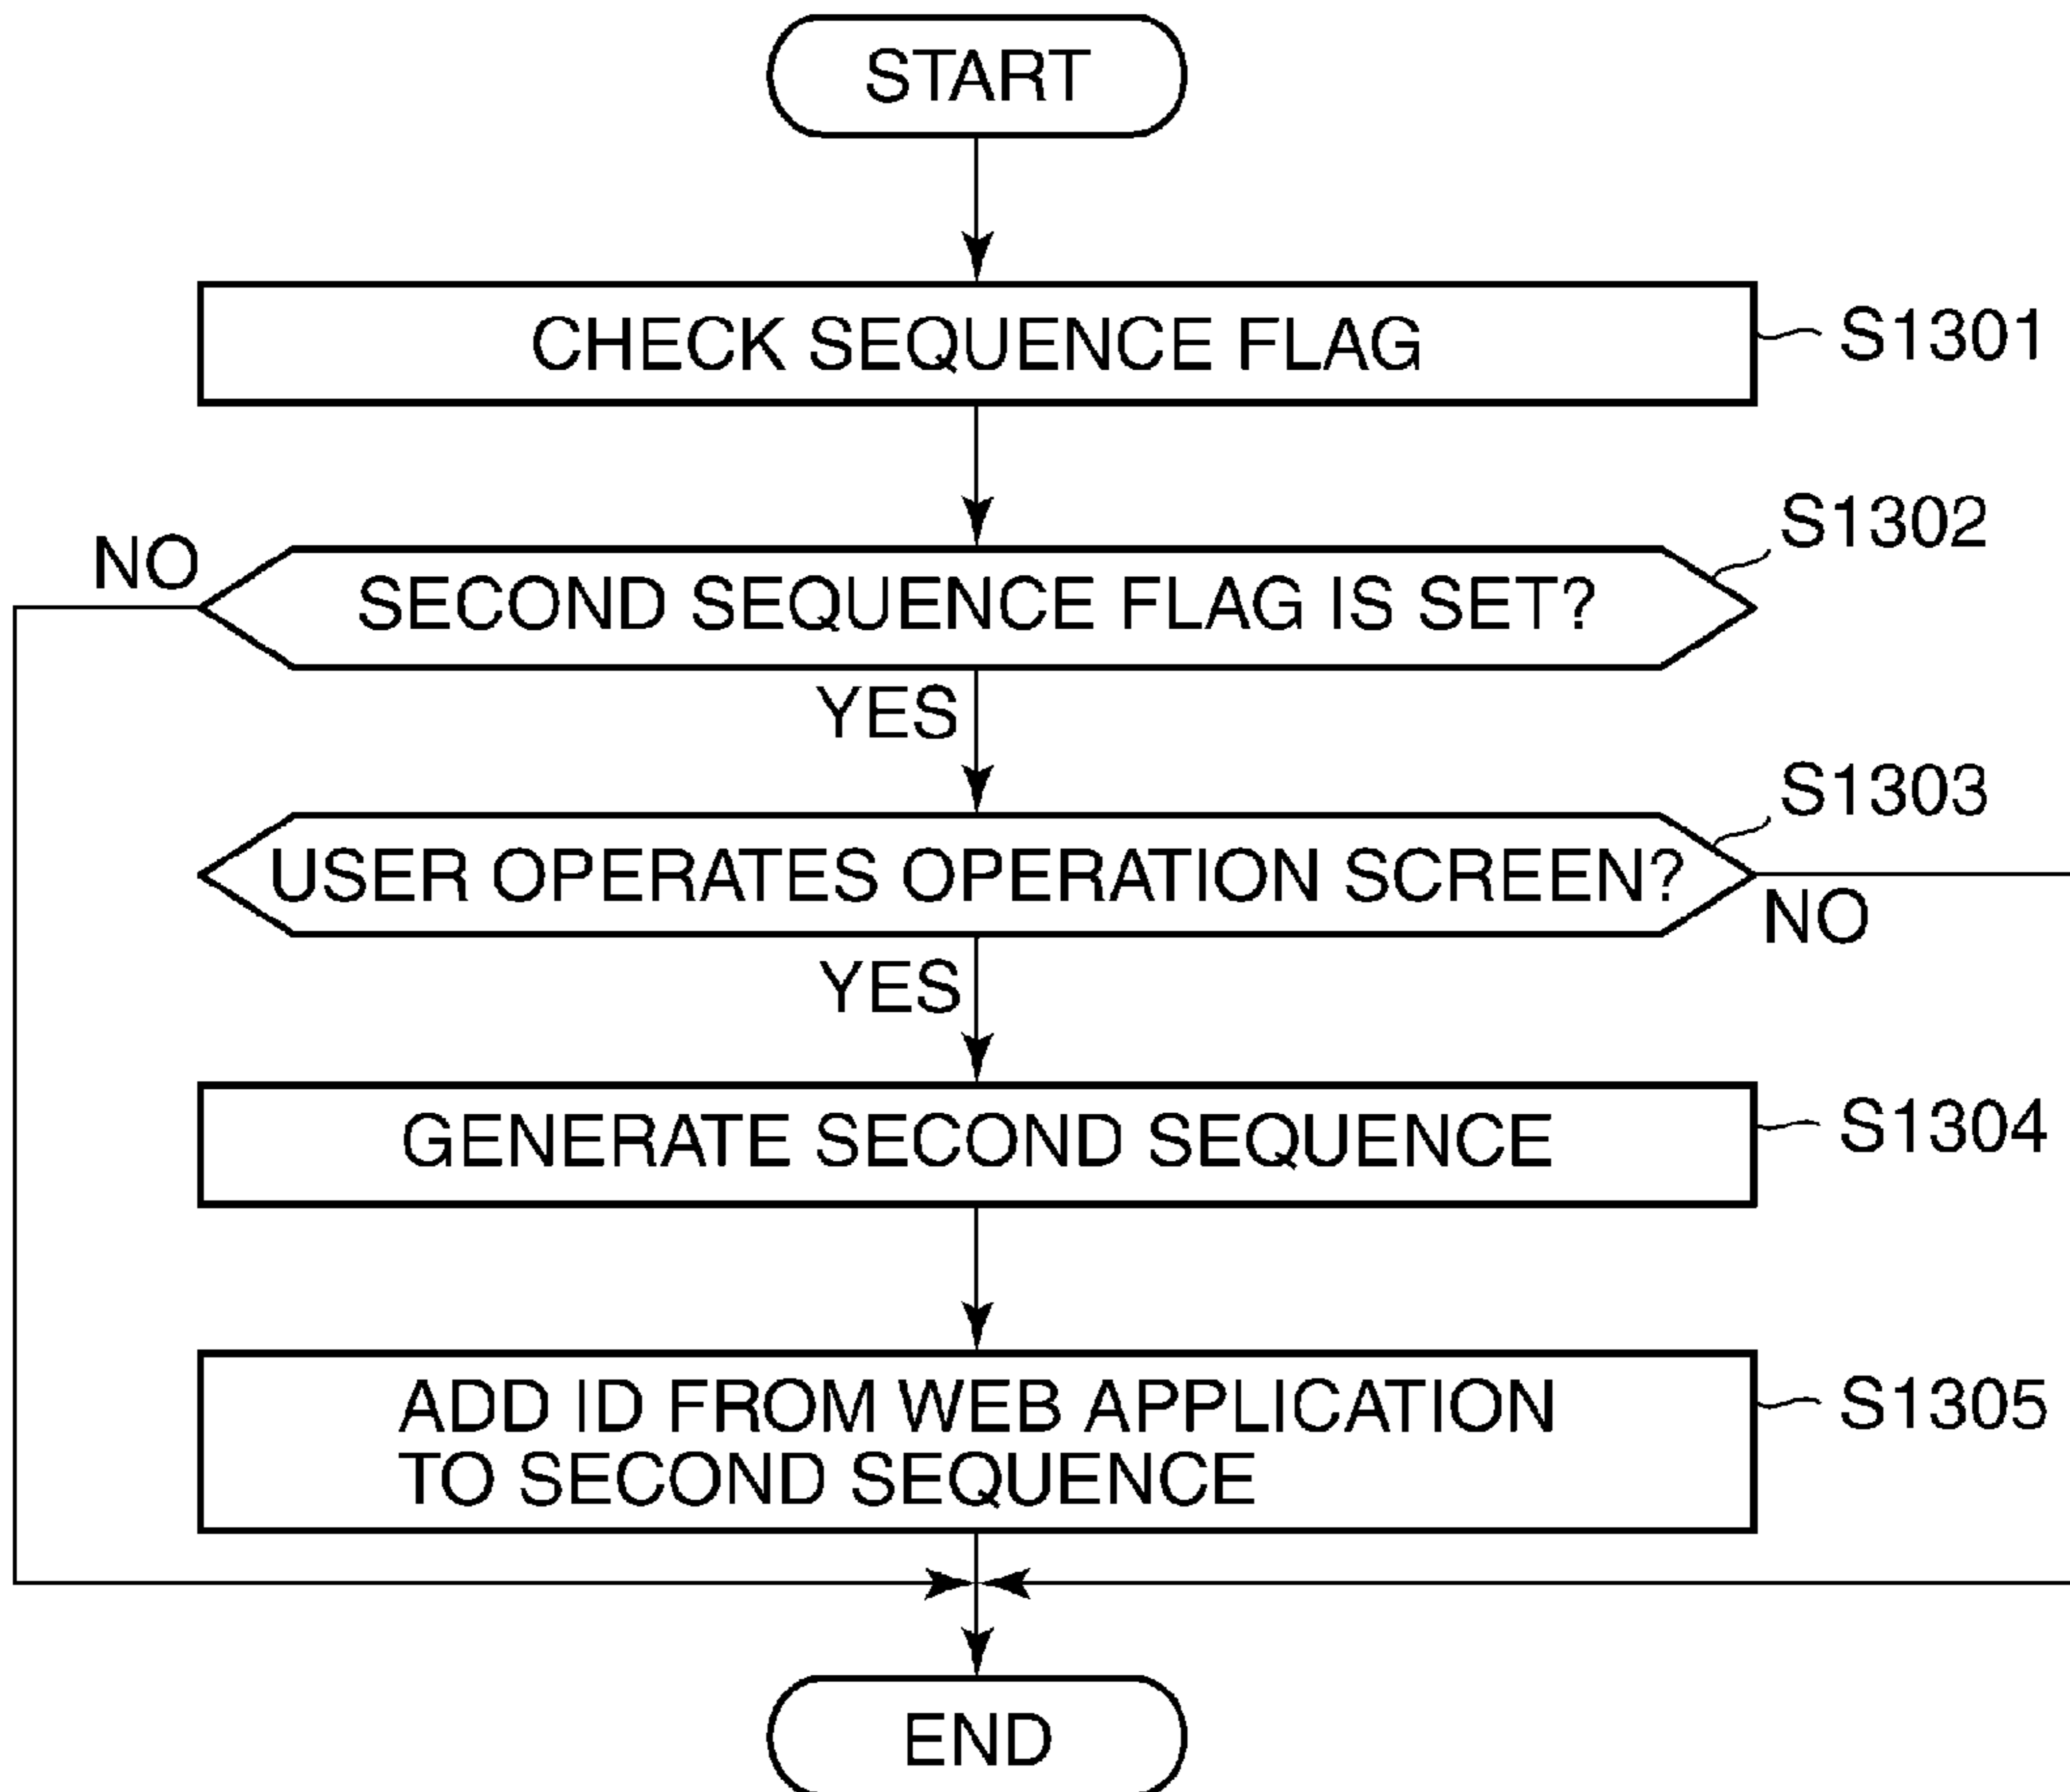 START
CHECK SEQUENCE FLAG
S1301
S1302
NO
SECOND SEQUENCE FLAG IS SET?
YES
S1303
USER OPERATES OPERATION SCREEN?
NO
YES
GENERATE SECOND SEQUENCE
S1304
ADD ID FROM WEB APPLICATION
TO SECOND SEQUENCE
S1305
END